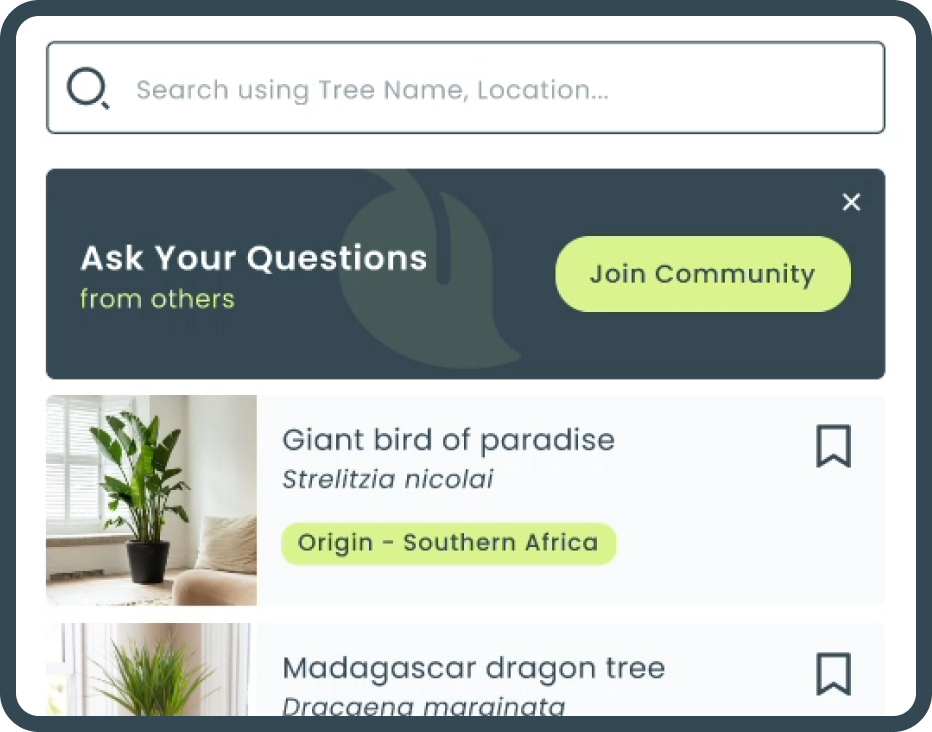 Search using Tree Name, Location...
Ask Your Questions
from others
Join Community
Giant bird of paradise
Strelitzia nicolai
Origin - Southern Africa
Madagascar dragon tree
Dracaena marginata